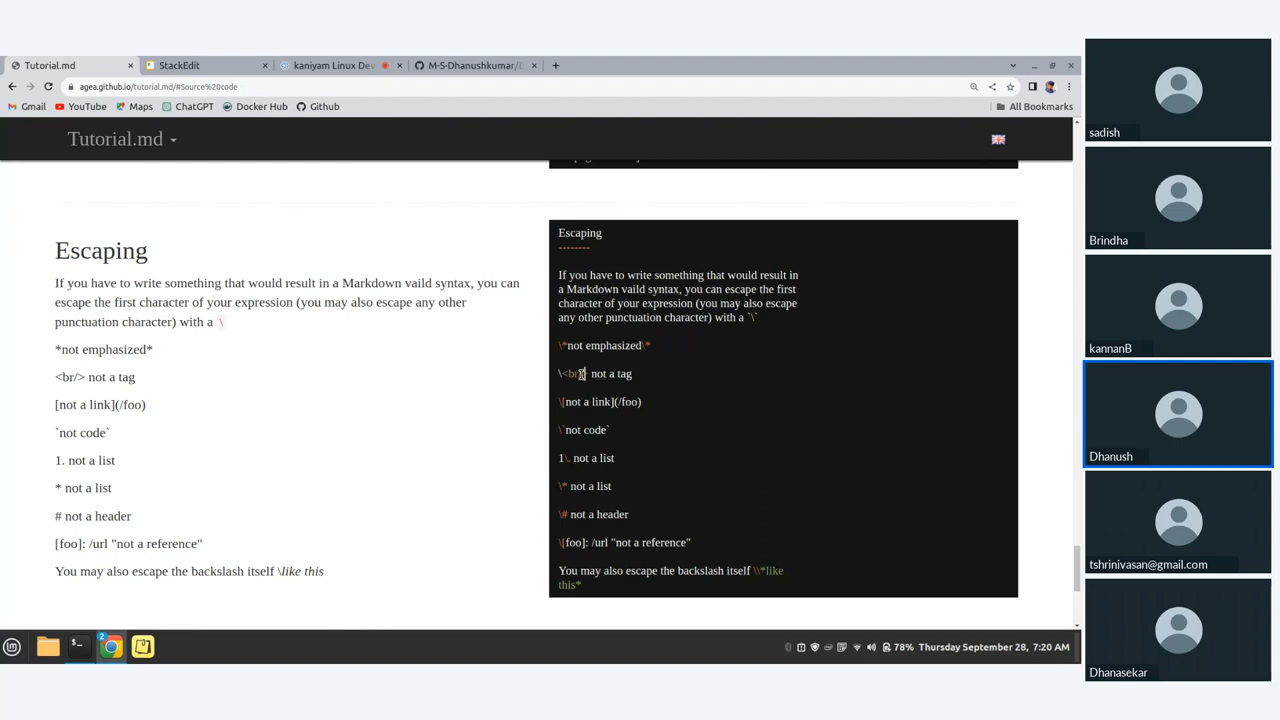 Tutorial.md
StackEdit
kaniyam Linux Dev
M-S-Dhanushkumar/
agea.github.io/tutorial.md/#Source%20code
Gmail
YouTube
Maps
ChatGPT
Docker Hub
Github
All Bookmarks
Tutorial.md
Escaping
If you have to write something that would result in a Markdown vaild syntax, you can
escape the first character of your expression (you may also escape any other
punctuation character) with a \
*not emphasized*
<br/> not a tag
[not a link](/foo)
`not code`
1. not a list
* not a list
# not a header
[foo]: /url "not a reference"
You may also escape the backslash itself \like this
Escaping
--------
If you have to write something that would result in
a Markdown vaild syntax, you can escape the first
character of your expression (you may also escape
any other punctuation character) with a `\`
\*not emphasized\*
\<br/> not a tag
\[not a link](/foo)
\`not code`
1\. not a list
\* not a list
\# not a header
\[foo]: /url "not a reference"
You may also escape the backslash itself \\*like
this*
2
78% Thursday September 28, 7:20 AM
sadish
Brindha
kannanB
Dhanush
tshrinivasan@gmail.com
Dhanasekar